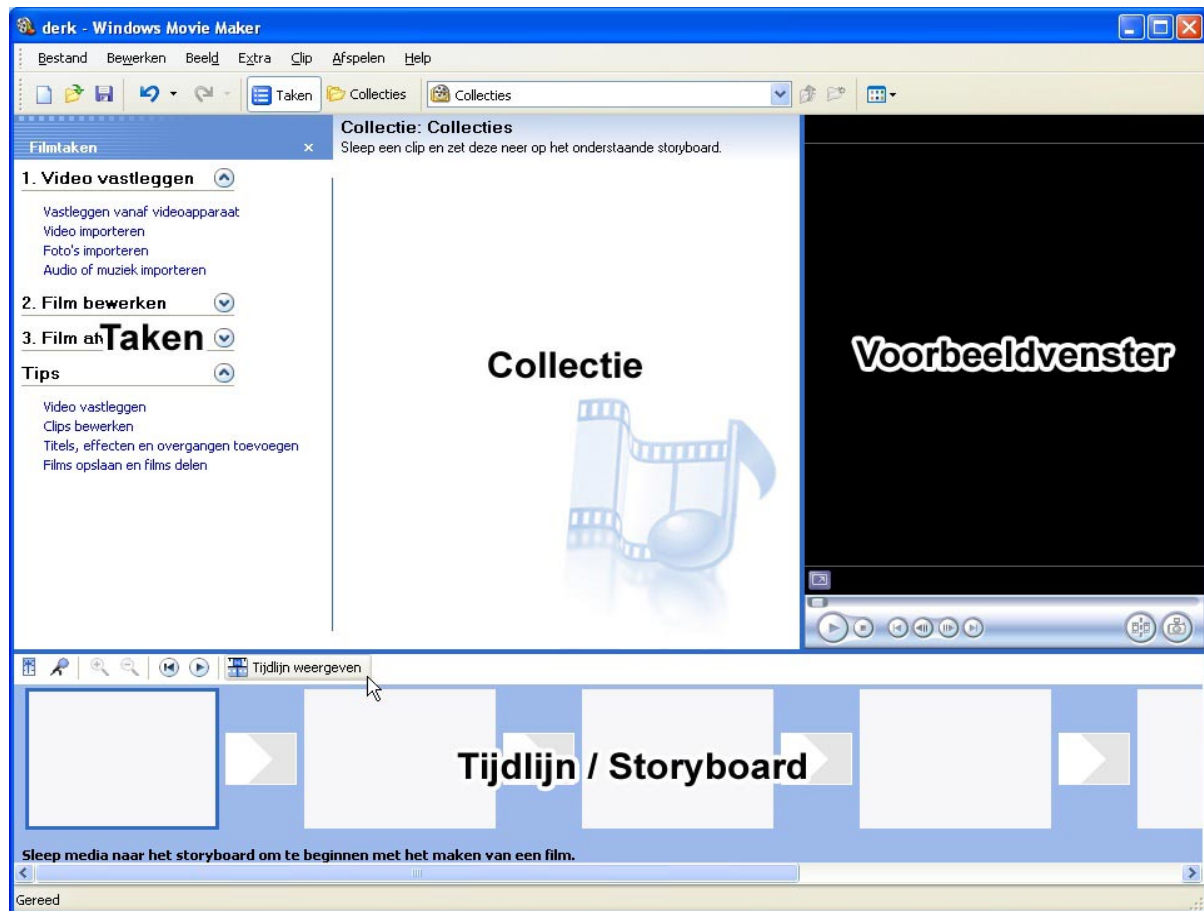 derk - Windows Movie Maker
Bestand Bewerken Beeld Extra Clip Afspelen Help
Taken Collecties Collecties
Filmtaken
Collectie: Collecties
Sleep een clip en zet deze neer op het onderstaande storyboard.
1. Video vastleggen
Vastleggen vanaf videoapparaat
Video importeren
Foto's importeren
Audio of muziek importeren
2. Film bewerken
3. Film
Taken
Tips
Video vastleggen
Clips bewerken
Titels, effecten en overgangen toevoegen
Films opslaan en films delen
Collectie
Voorbeeldvenster
Tijdlijn weergeven
Tijdlijn / Storyboard
Sleep media naar het storyboard om te beginnen met het maken van een film.
Gereed